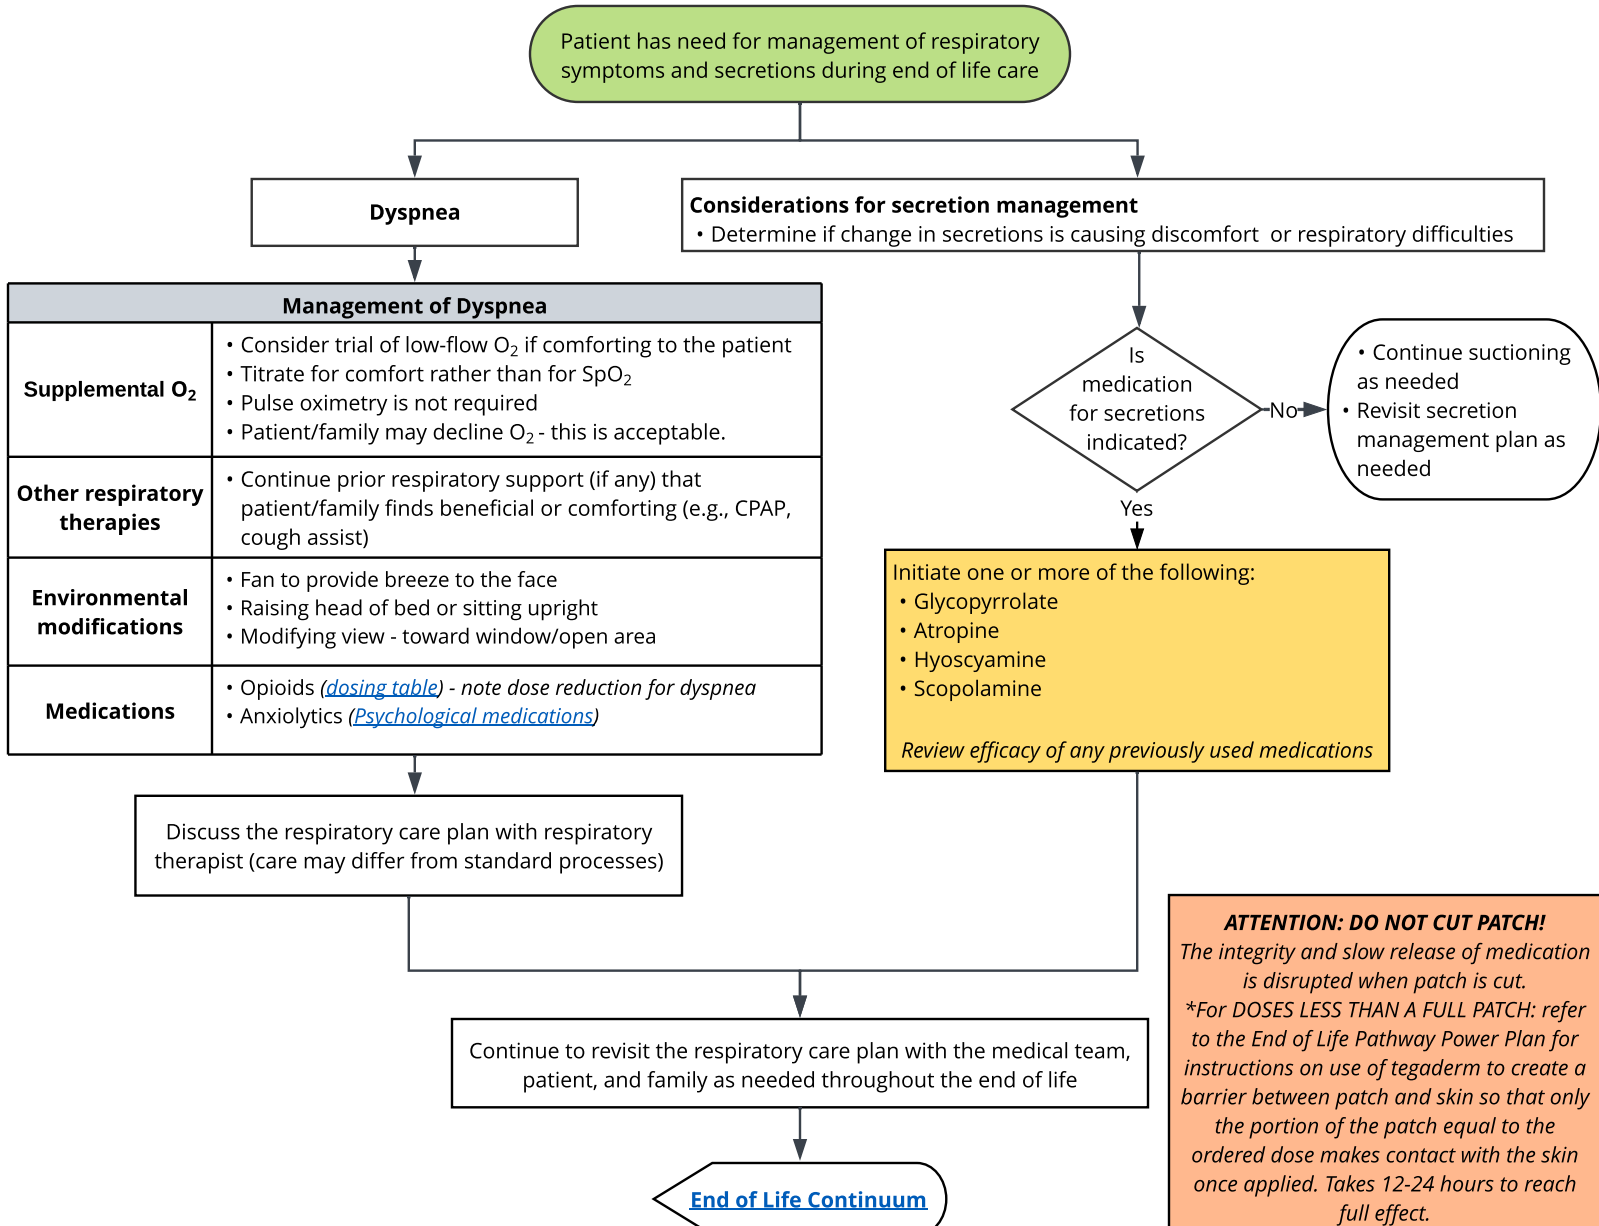 Patient has need for management of respiratory
symptoms and secretions during end of life care
Dyspnea
Considerations for secretion management
• Determine if change in secretions is causing discomfort or respiratory difficulties
Management of Dyspnea
Supplemental O₂
• Consider trial of low-flow O₂ if comforting to the patient
• Titrate for comfort rather than for SpO₂
• Pulse oximetry is not required
• Patient/family may decline O₂ - this is acceptable.
Other respiratory
therapies
• Continue prior respiratory support (if any) that
patient/family finds beneficial or comforting (e.g., CPAP,
cough assist)
Environmental
modifications
• Fan to provide breeze to the face
• Raising head of bed or sitting upright
• Modifying view - toward window/open area
Medications
• Opioids (dosing table) - note dose reduction for dyspnea
• Anxiolytics (Psychological medications)
Is
medication
for secretions
indicated?
No
• Continue suctioning
as needed
• Revisit secretion
management plan as
needed
Yes
Initiate one or more of the following:
• Glycopyrrolate
• Atropine
• Hyoscyamine
• Scopolamine
Review efficacy of any previously used medications
Discuss the respiratory care plan with respiratory
therapist (care may differ from standard processes)
ATTENTION: DO NOT CUT PATCH!
The integrity and slow release of medication
is disrupted when patch is cut.
*For DOSES LESS THAN A FULL PATCH: refer
to the End of Life Pathway Power Plan for
instructions on use of tegaderm to create a
barrier between patch and skin so that only
the portion of the patch equal to the
ordered dose makes contact with the skin
once applied. Takes 12-24 hours to reach
full effect.
Continue to revisit the respiratory care plan with the medical team,
patient, and family as needed throughout the end of life
End of Life Continuum